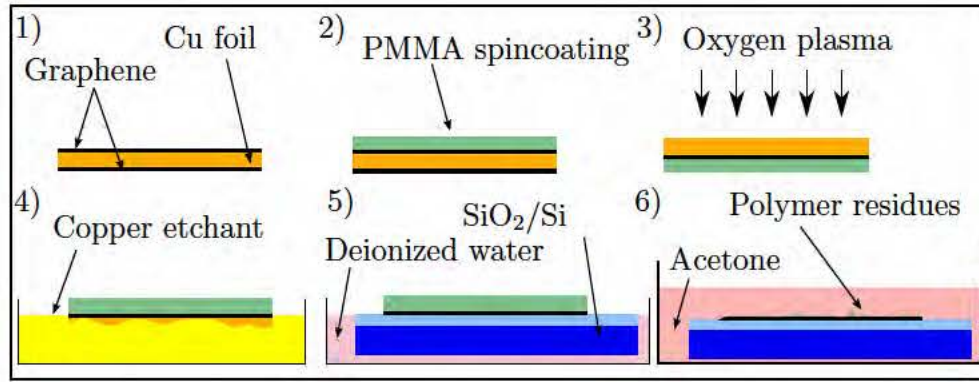 1)
Cu foil
Graphene
2)
PMMA spincoating
3)
Oxygen plasma
4)
Copper etchant
5)
SiO₂/Si
Deionized water
6)
Polymer residues
Acetone